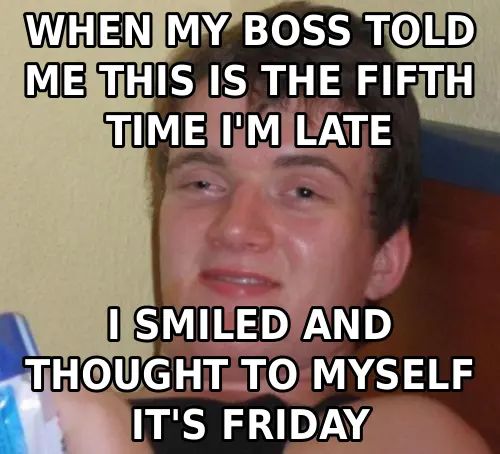 WHEN MY BOSS TOLD
ME THIS IS THE FIFTH
TIME I'M LATE
I SMILED AND
THOUGHT TO MYSELF
IT'S FRIDAY